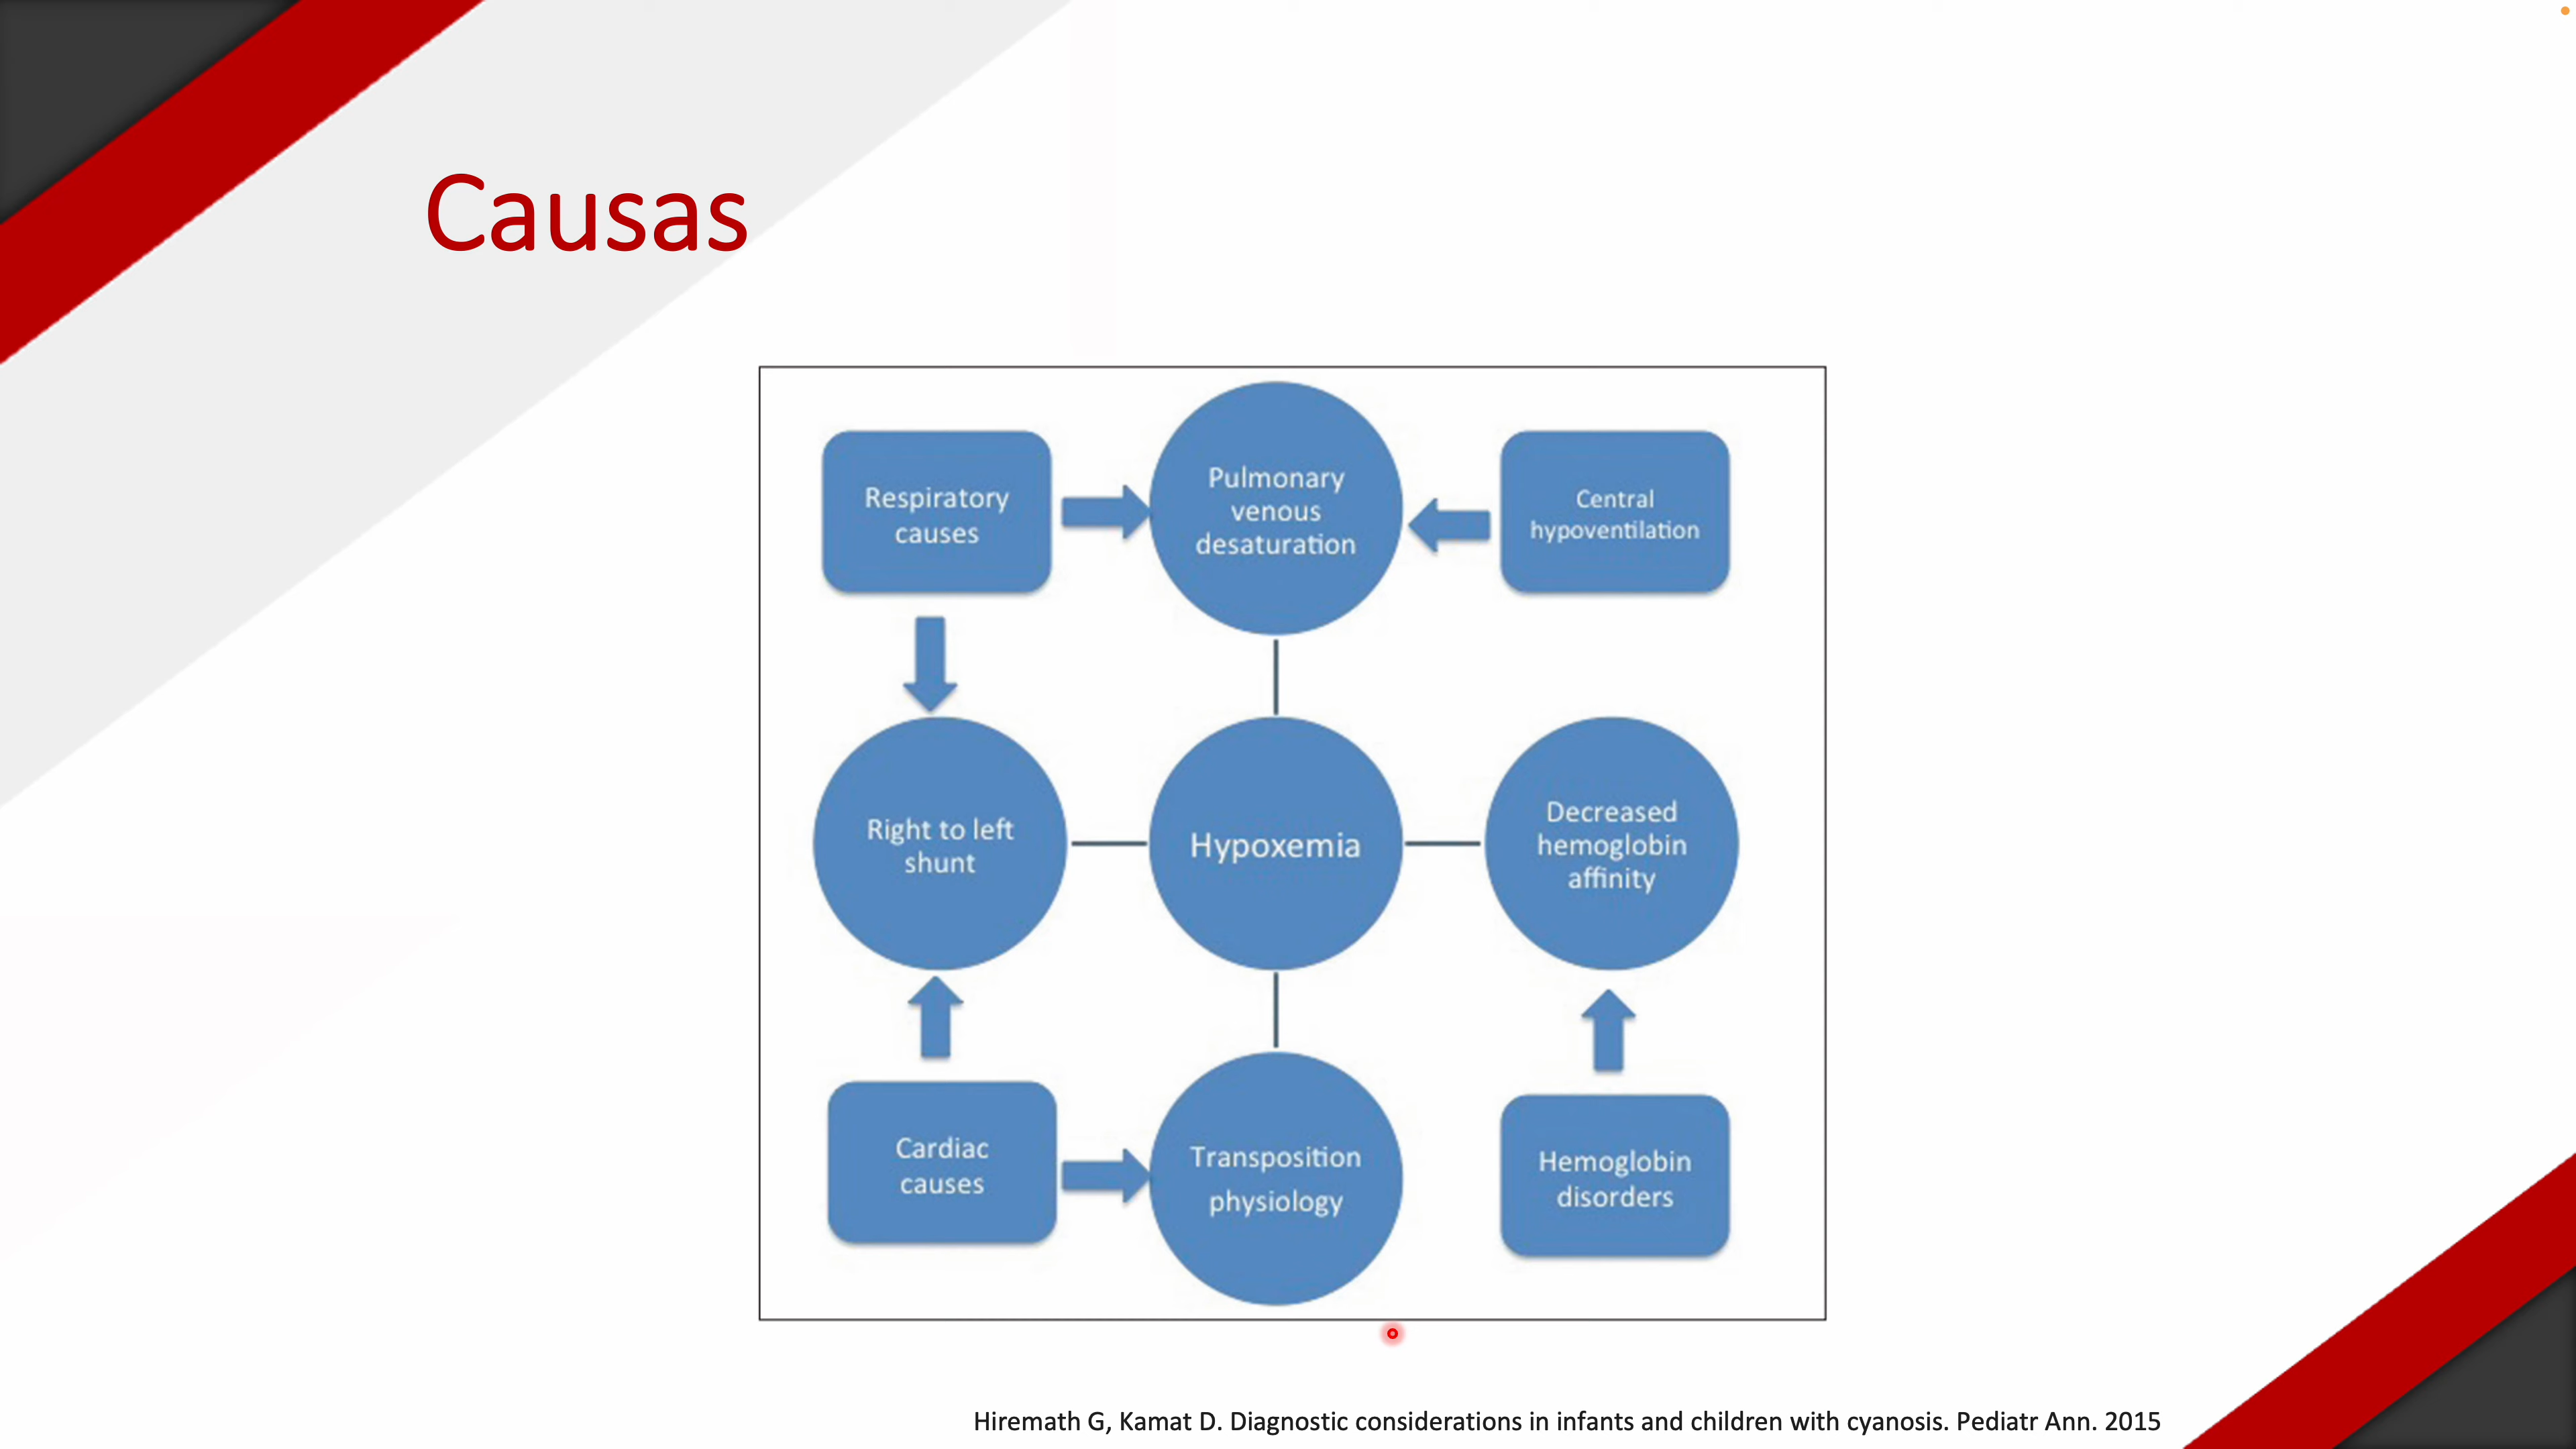 Causas
Respiratory
causes
Pulmonary
venous
desaturation
Central
hypoventilation
Right to left
shunt
Hypoxemia
Decreased
hemoglobin
affinity
Cardiac
causes
Transposition
physiology
Hemoglobin
disorders
Hiremath G, Kamat D. Diagnostic considerations in infants and children with cyanosis. Pediatr Ann. 2015